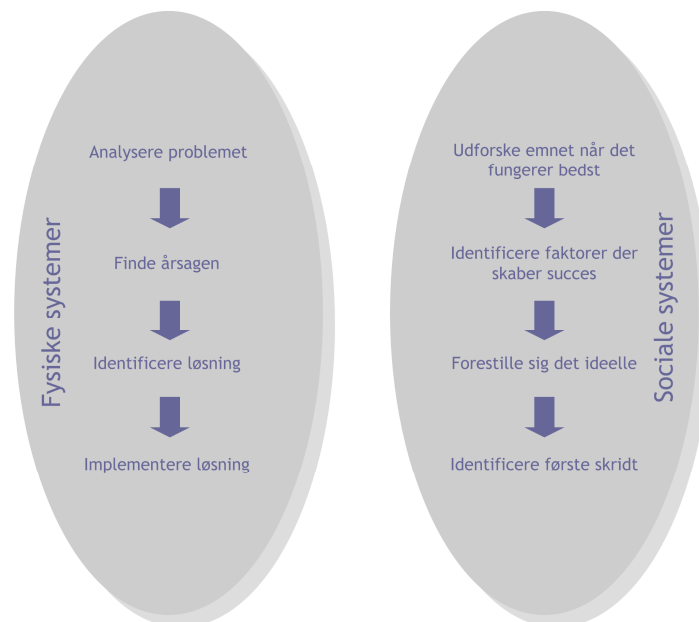 Fysiske systemer
Analysere problemet
Finde årsagen
Identificere løsning
Implementere løsning
Sociale systemer
Udforske emnet når det
fungerer bedst
Identificere faktorer der
skaber succes
Forestille sig det ideelle
Identificere første skridt